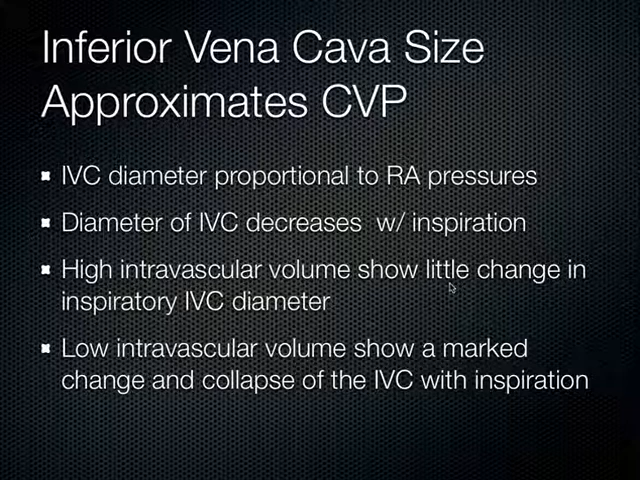 Inferior Vena Cava Size
Approximates CVP
IVC diameter proportional to RA pressures
Diameter of IVC decreases w/ inspiration
High intravascular volume show little change in
inspiratory IVC diameter
Low intravascular volume show a marked
change and collapse of the IVC with inspiration